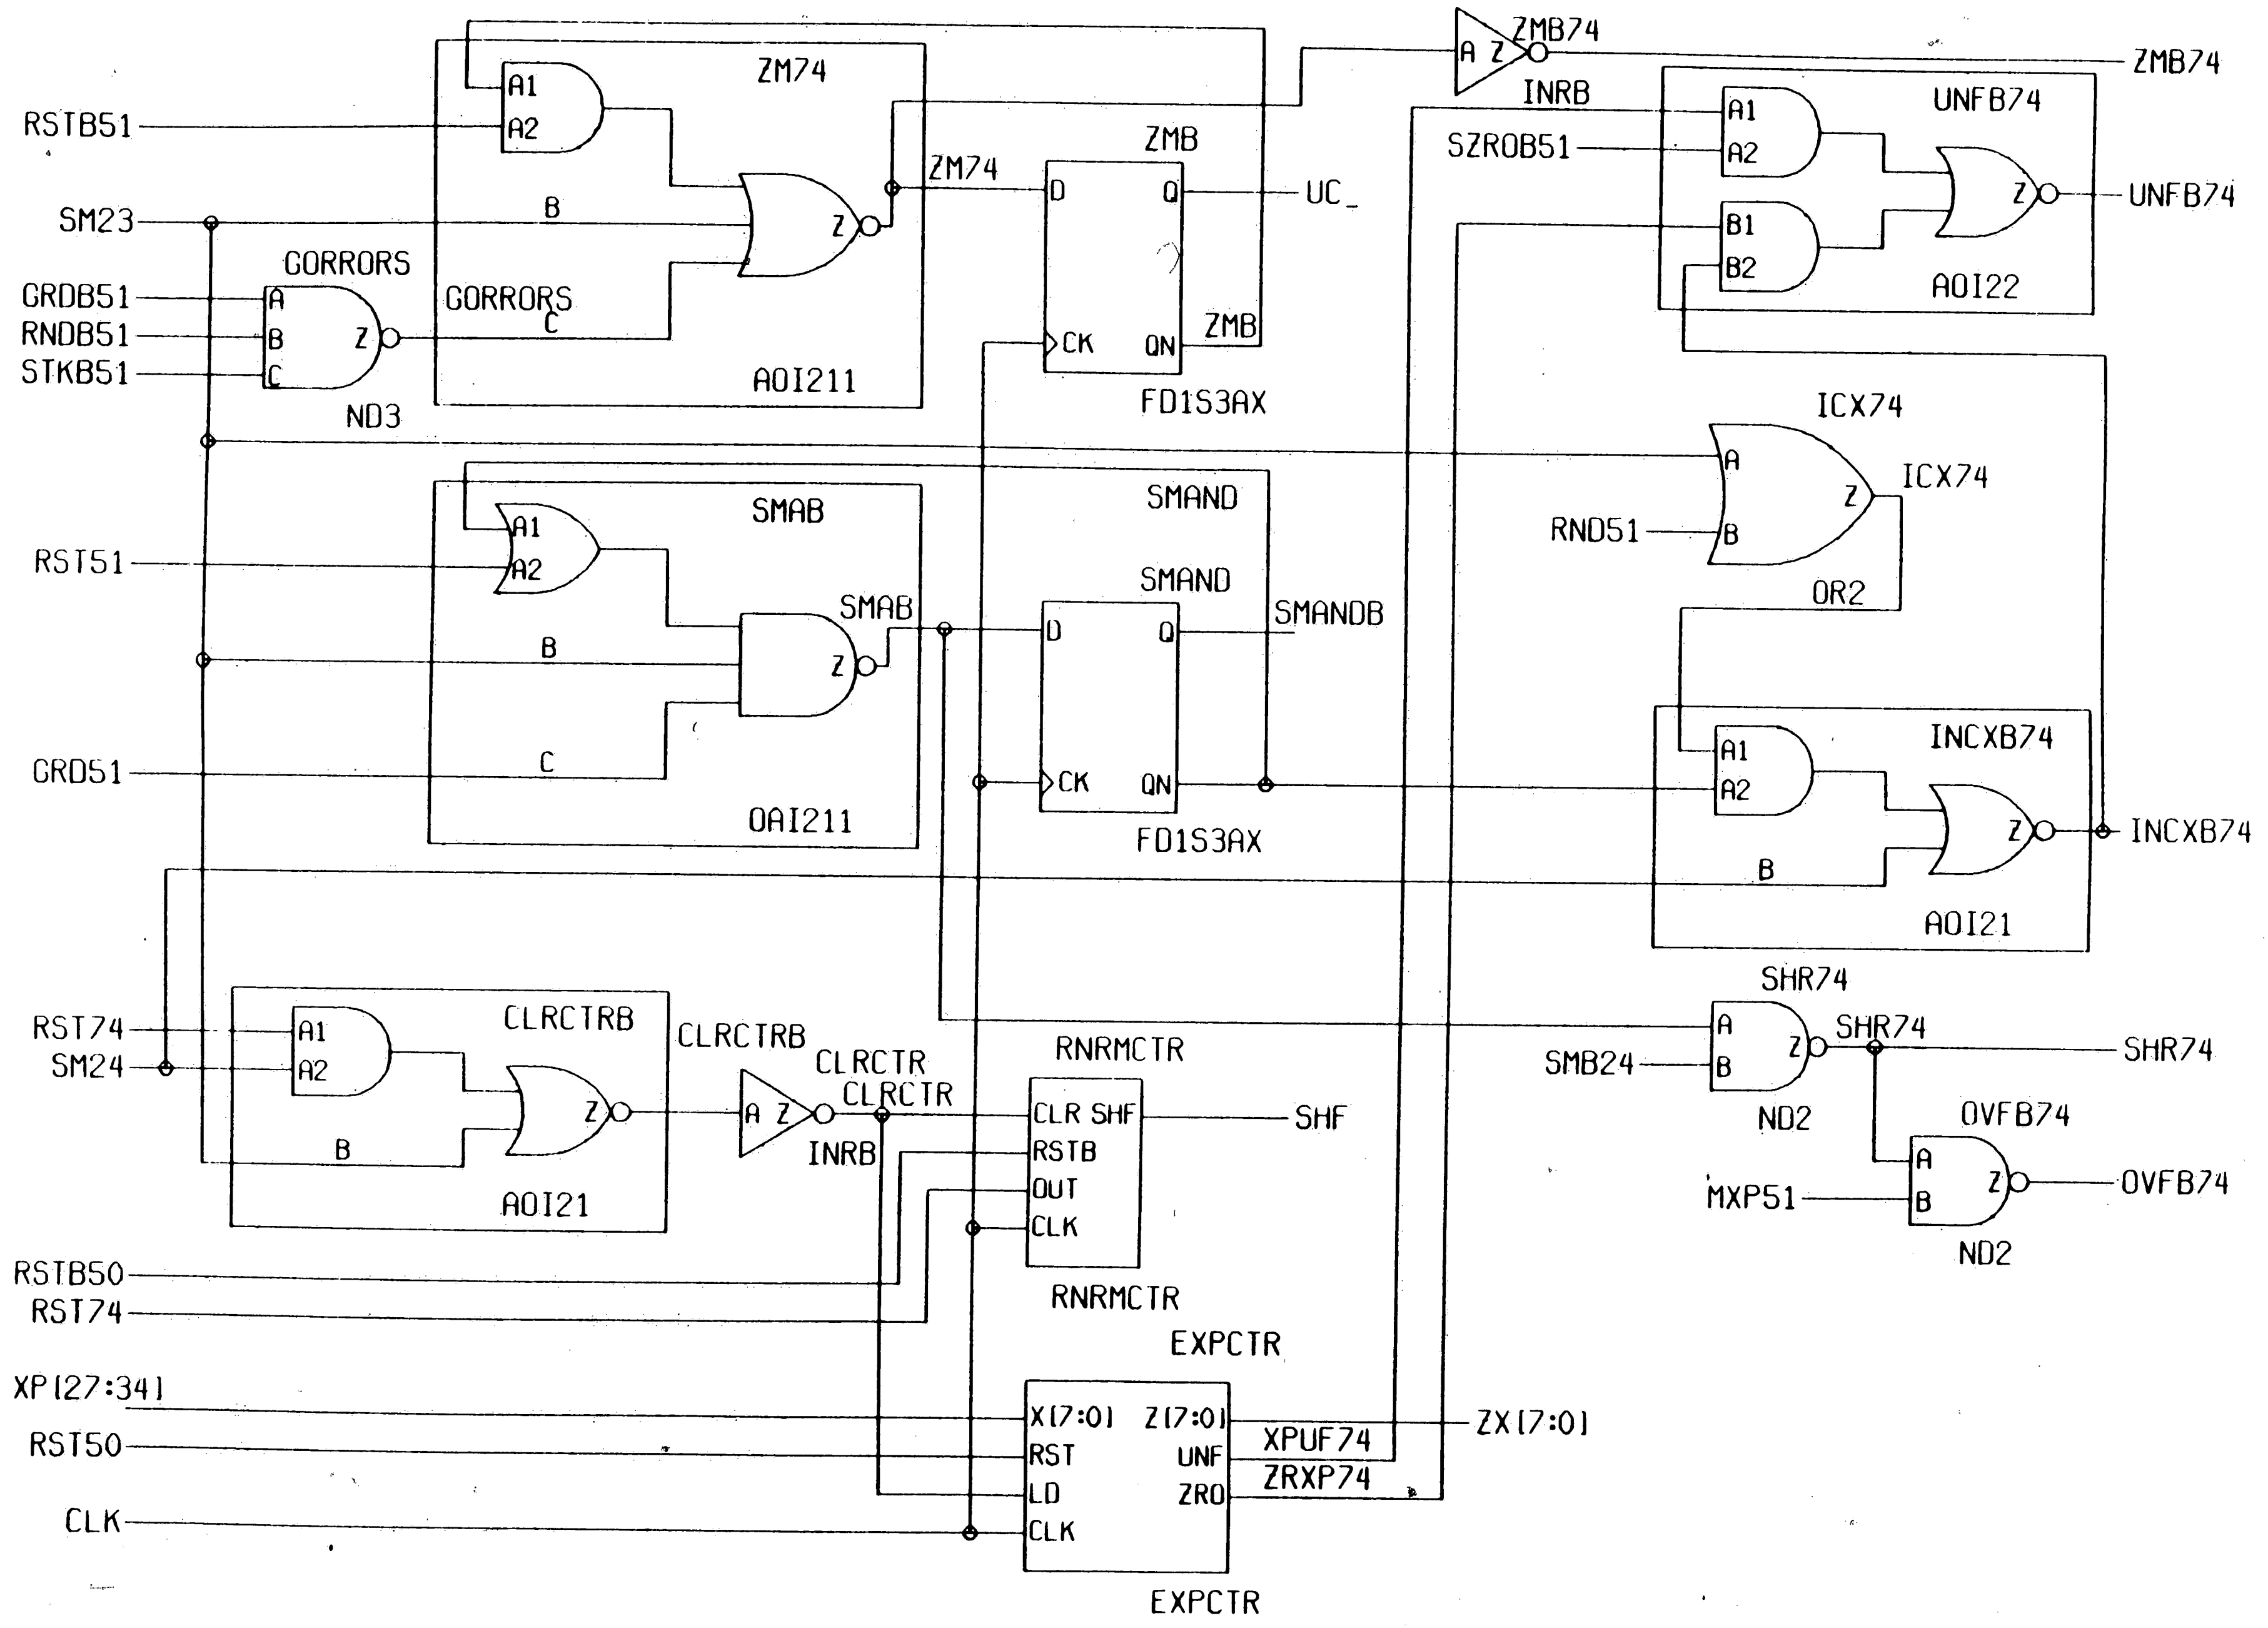 ZMB74
A Z
ZMB74
INRB
ZM74
A1
A2
RSTB51
ZM74
ZMB
D Q
UC_
CK QN
ZMB
FD1S3AX
SM23
B
Z
GORRORS
GORRORS
C
GRDB51
RNDB51
STKB51
A
B
C
Z
ND3
AOI211
UNFB74
A1
A2
SZROB51
B1
B2
Z
UNFB74
AOI22
ICX74
ICX74
A
Z
RND51
B
OR2
SMAB
A1
A2
RST51
SMAND
SMAND
SMAB
D Q
SMANDB
B
Z
CK QN
GRD51
C
OAI211
FD1S3AX
INCXB74
A1
A2
Z
INCXB74
B
AOI21
CLRCTRB
RST74
SM24
A1
A2
Z
B
AOI21
CLRCTRB
CLRCTR
CLRCTR
A Z
INRB
RNRMCTR
CLR SHF
SHF
RSTB
OUT
CLK
RNRMCTR
RSTB50
RST74
SHR74
A
SMB24
B
Z
SHR74
SHR74
ND2
OVFB74
A
MXP51
B
Z
OVFB74
ND2
EXPCTR
XP[27:34]
X[7:0] Z[7:0]
ZX[7:0]
RST50
RST UNF
XPUF74
LD ZRO
ZRXP74
CLK
CLK
EXPCTR